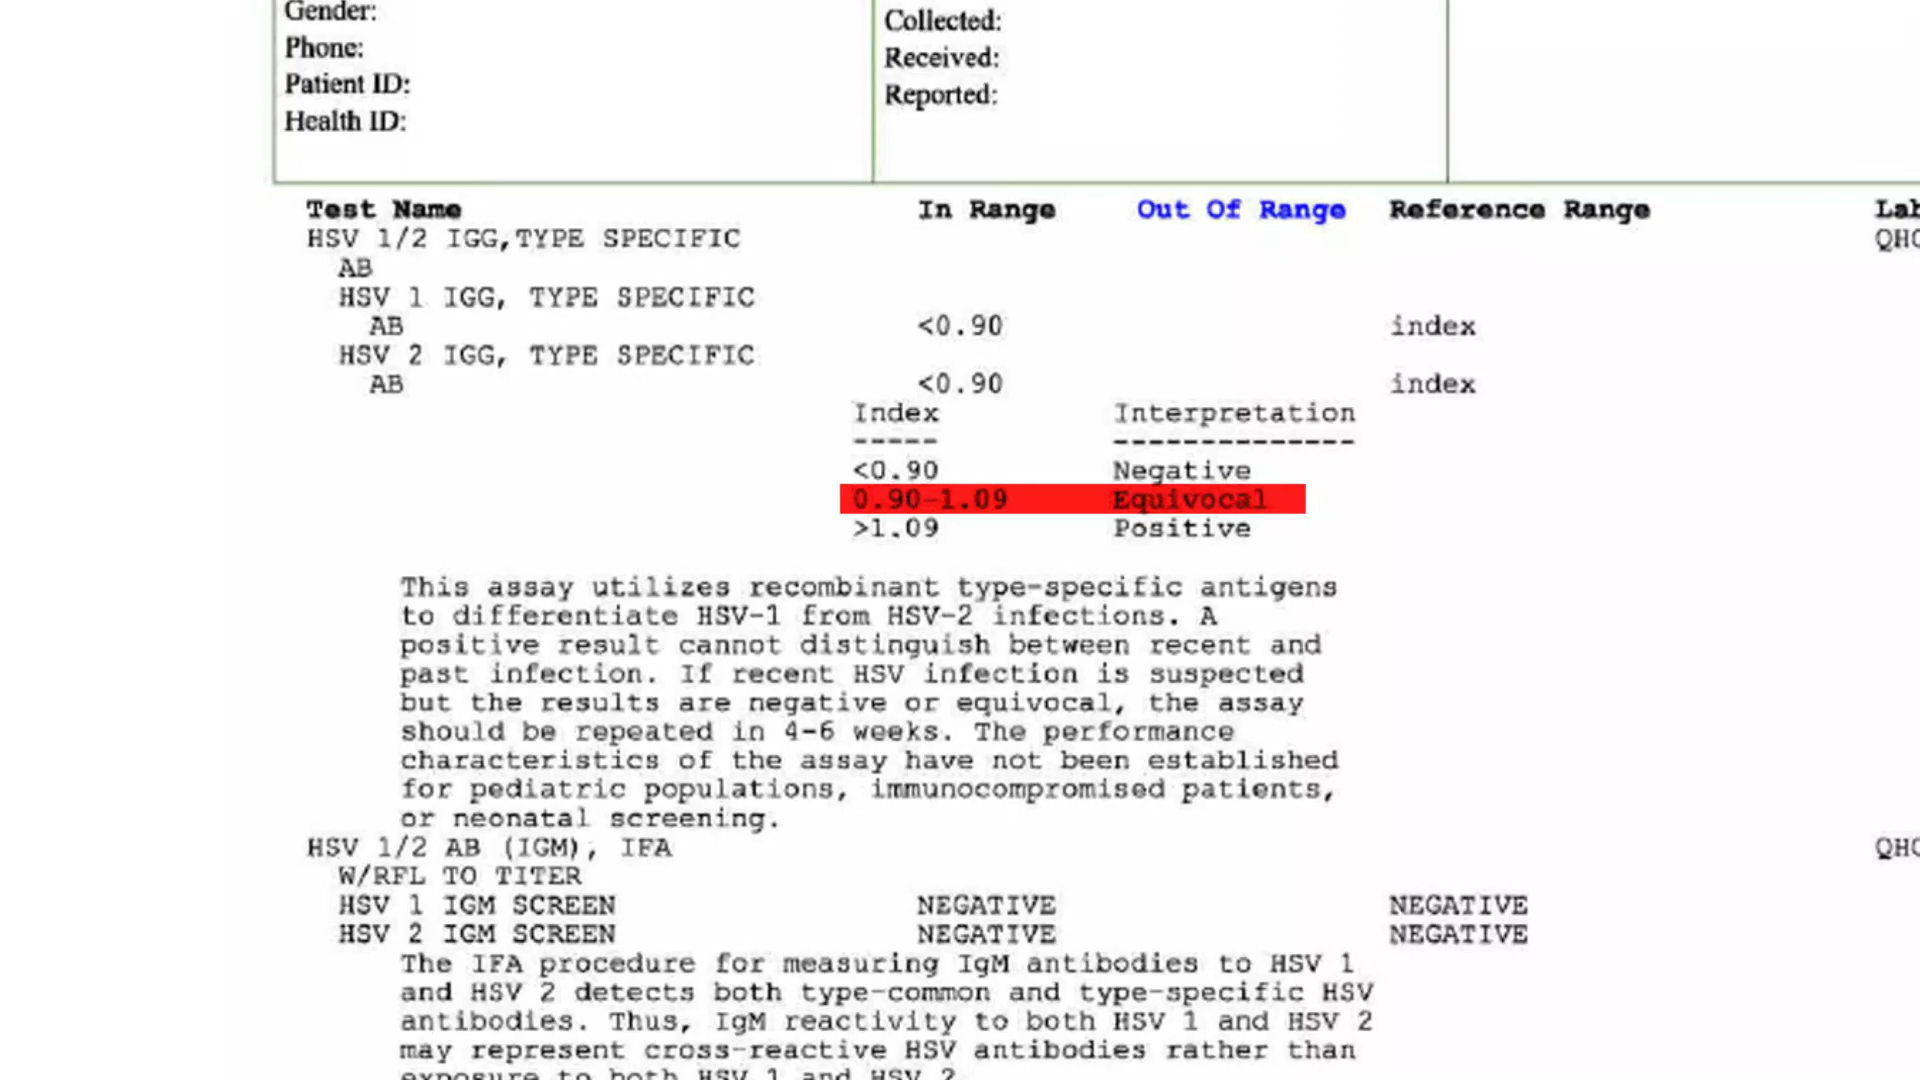 Gender:
Phone:
Patient ID:
Health ID:
Collected:
Received:
Reported:
Test Name In Range Out Of Range Reference Range Lab
HSV 1/2 IGG,TYPE SPECIFIC
AB
HSV 1 IGG, TYPE SPECIFIC
AB <0.90 index
HSV 2 IGG, TYPE SPECIFIC
AB <0.90 index
Index Interpretation
----- --------------
<0.90 Negative
0.90-1.09 Equivocal
>1.09 Positive
This assay utilizes recombinant type-specific antigens
to differentiate HSV-1 from HSV-2 infections. A
positive result cannot distinguish between recent and
past infection. If recent HSV infection is suspected
but the results are negative or equivocal, the assay
should be repeated in 4-6 weeks. The performance
characteristics of the assay have not been established
for pediatric populations, immunocompromised patients,
or neonatal screening.
HSV 1/2 AB (IGM), IFA
W/RFL TO TITER
HSV 1 IGM SCREEN NEGATIVE NEGATIVE
HSV 2 IGM SCREEN NEGATIVE NEGATIVE
The IFA procedure for measuring IgM antibodies to HSV 1
and HSV 2 detects both type-common and type-specific HSV
antibodies. Thus, IgM reactivity to both HSV 1 and HSV 2
may represent cross-reactive HSV antibodies rather than
exposure to both HSV 1 and HSV 2.